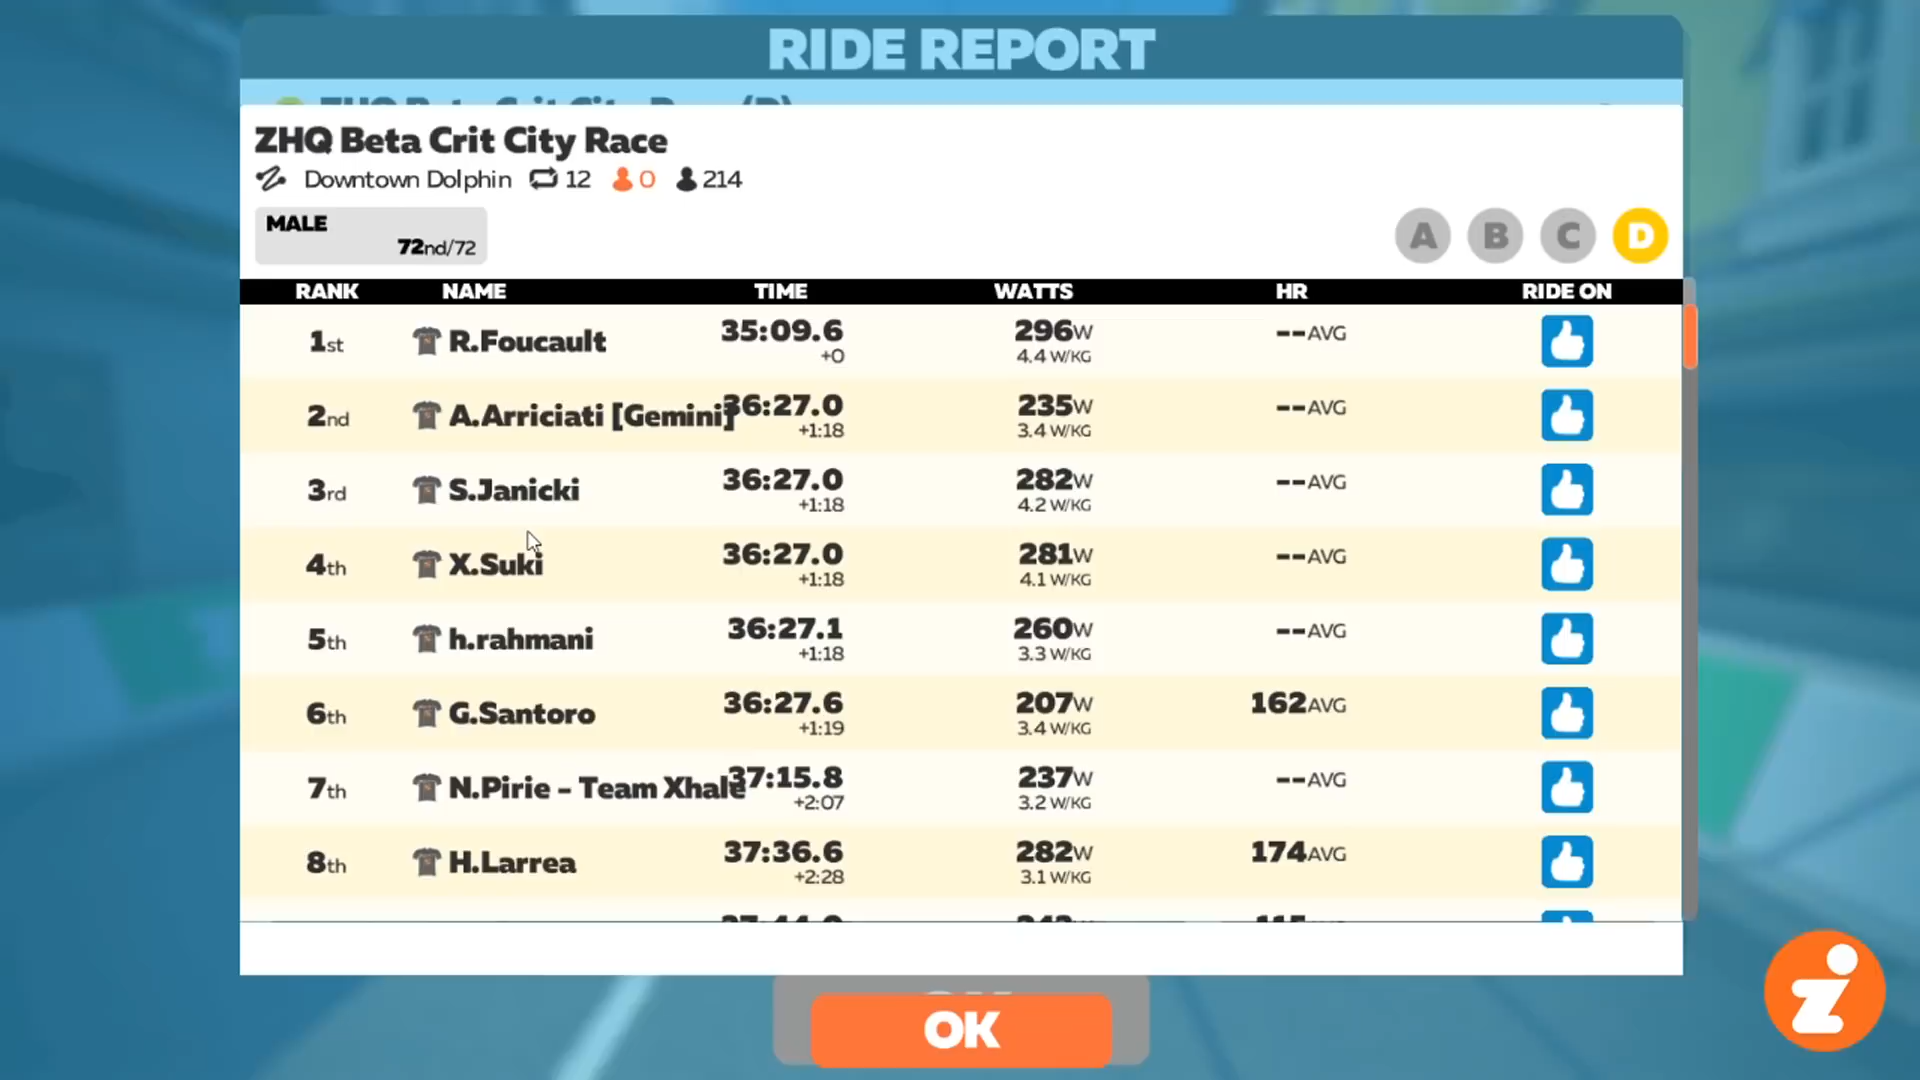 RIDE REPORT
ZHQ Beta Crit City Race
Downtown Dolphin 12 0 214
MALE
72nd/72
A B C D
RANK NAME TIME WATTS HR RIDE ON
1st R.Foucault 35:09.6 296W --AVG
+0 4.4 W/KG
2nd A.Arriciati [Gemini] 36:27.0 235W --AVG
+1:18 3.4 W/KG
3rd S.Janicki 36:27.0 282W --AVG
+1:18 4.2 W/KG
4th X.Suki 36:27.0 281W --AVG
+1:18 4.1 W/KG
5th h.rahmani 36:27.1 260W --AVG
+1:18 3.3 W/KG
6th G.Santoro 36:27.6 207W 162AVG
+1:19 3.4 W/KG
7th N.Pirie - Team Xhale 37:15.8 237W --AVG
+2:07 3.2 W/KG
8th H.Larrea 37:36.6 282W 174AVG
+2:28 3.1 W/KG
OK